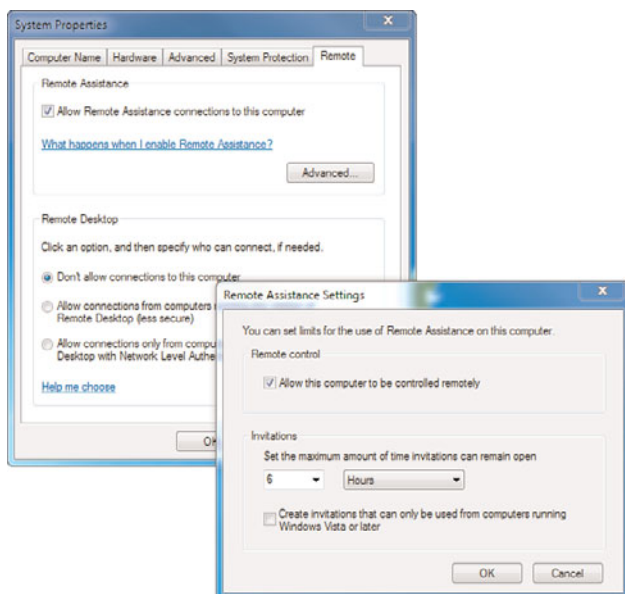 System Properties
Computer Name Hardware Advanced System Protection Remote
Remote Assistance
Allow Remote Assistance connections to this computer
What happens when I enable Remote Assistance?
Advanced...
Remote Desktop
Click an option, and then specify who can connect, if needed.
Don't allow connections to this computer
Allow connections from computers
Remote Desktop (less secure)
Allow connections only from
Desktop with Network Level
Help me choose
Remote Assistance Settings
You can set limits for the use of Remote Assistance on this computer.
Remote control
Allow this computer to be controlled remotely
Invitations
Set the maximum amount of time invitations can remain open
6 Hours
Create invitations that can only be used from computers running
Windows Vista or later
OK Cancel